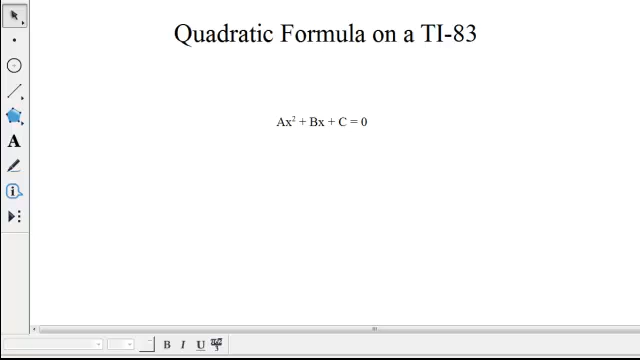 Quadratic Formula on a TI-83
Ax² + Bx + C = 0
A
B I U